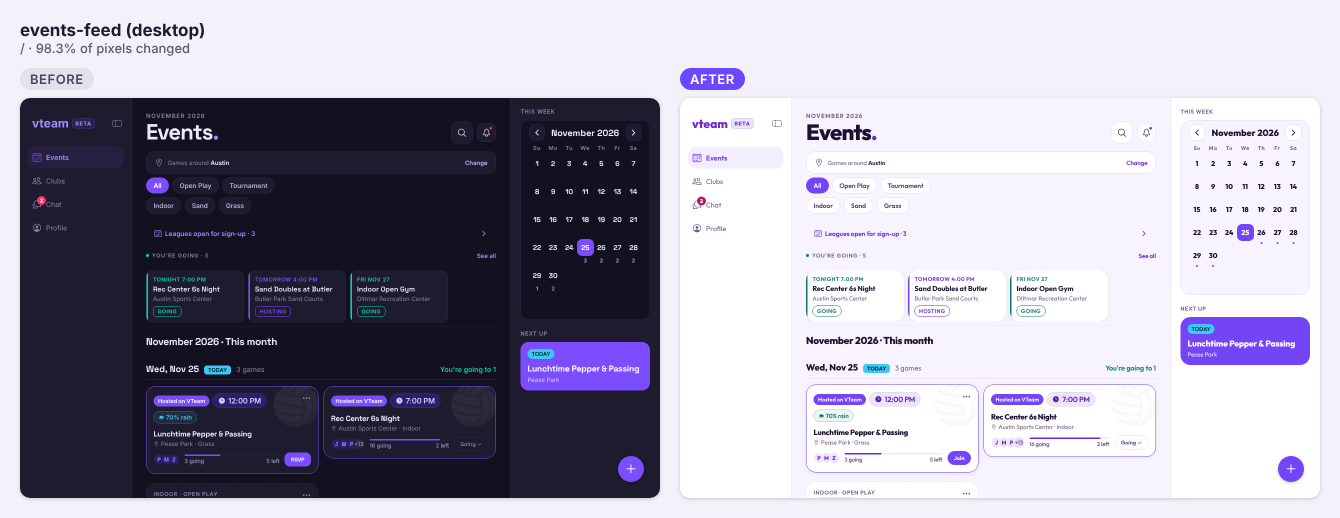 events-feed (desktop)
/ · 98.3% of pixels changed
BEFORE
vteam BETA
Events
Clubs
2
Chat
Profile
NOVEMBER 2026
Events.
Games around Austin
Change
All
Open Play
Tournament
Indoor
Sand
Grass
Leagues open for sign-up · 3
YOU'RE GOING · 5
See all
TONIGHT 7:00 PM
Rec Center 6s Night
Austin Sports Center
GOING
TOMORROW 4:00 PM
Sand Doubles at Butler
Butler Park Sand Courts
HOSTING
FRI NOV 27
Indoor Open Gym
Dittmar Recreation Center
GOING
November 2026 · This month
Wed, Nov 25 TODAY 3 games
You're going to 1
Hosted on VTeam 12:00 PM
70% rain
Lunchtime Pepper & Passing
Pease Park · Grass
P M Z
3 going
5 left
RSVP
Hosted on VTeam 7:00 PM
Rec Center 6s Night
Austin Sports Center · Indoor
J M P +13
16 going
2 left
Going ✓
INDOOR · OPEN PLAY
THIS WEEK
November 2026
Su Mo Tu We Th Fr Sa
1 2 3 4 5 6 7
8 9 10 11 12 13 14
15 16 17 18 19 20 21
22 23 24 25 26 27 28
3 2 2 2
29 30
1 2
NEXT UP
TODAY
Lunchtime Pepper & Passing
Pease Park
AFTER
vteam BETA
Events
Clubs
2
Chat
Profile
NOVEMBER 2026
Events.
Games around Austin
Change
All
Open Play
Tournament
Indoor
Sand
Grass
Leagues open for sign-up · 3
YOU'RE GOING · 5
See all
TONIGHT 7:00 PM
Rec Center 6s Night
Austin Sports Center
GOING
TOMORROW 4:00 PM
Sand Doubles at Butler
Butler Park Sand Courts
HOSTING
FRI NOV 27
Indoor Open Gym
Dittmar Recreation Center
GOING
November 2026 · This month
Wed, Nov 25 TODAY 3 games
You're going to 1
Hosted on VTeam 12:00 PM
70% rain
Lunchtime Pepper & Passing
Pease Park · Grass
P M Z
3 going
5 left
Join
Hosted on VTeam 7:00 PM
Rec Center 6s Night
Austin Sports Center · Indoor
J M P +13
16 going
2 left
Going ✓
INDOOR · OPEN PLAY
THIS WEEK
November 2026
Su Mo Tu We Th Fr Sa
1 2 3 4 5 6 7
8 9 10 11 12 13 14
15 16 17 18 19 20 21
22 23 24 25 26 27 28
29 30
NEXT UP
TODAY
Lunchtime Pepper & Passing
Pease Park